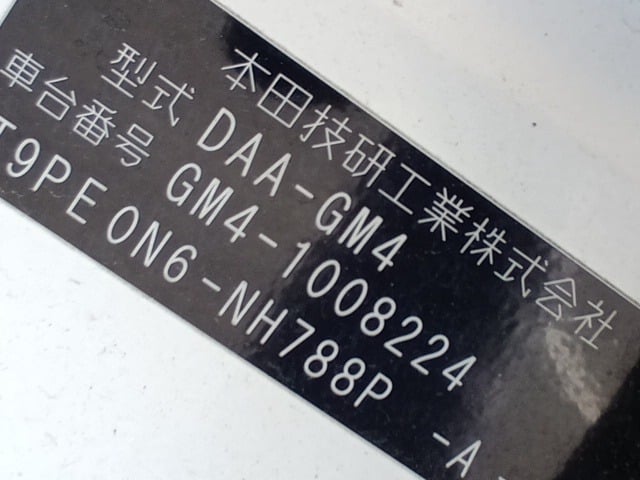 本田技研工業株式会社
型式 DAA-GM4
車台番号 GM4-1008224
T9PE 0N6-NH788P -A-